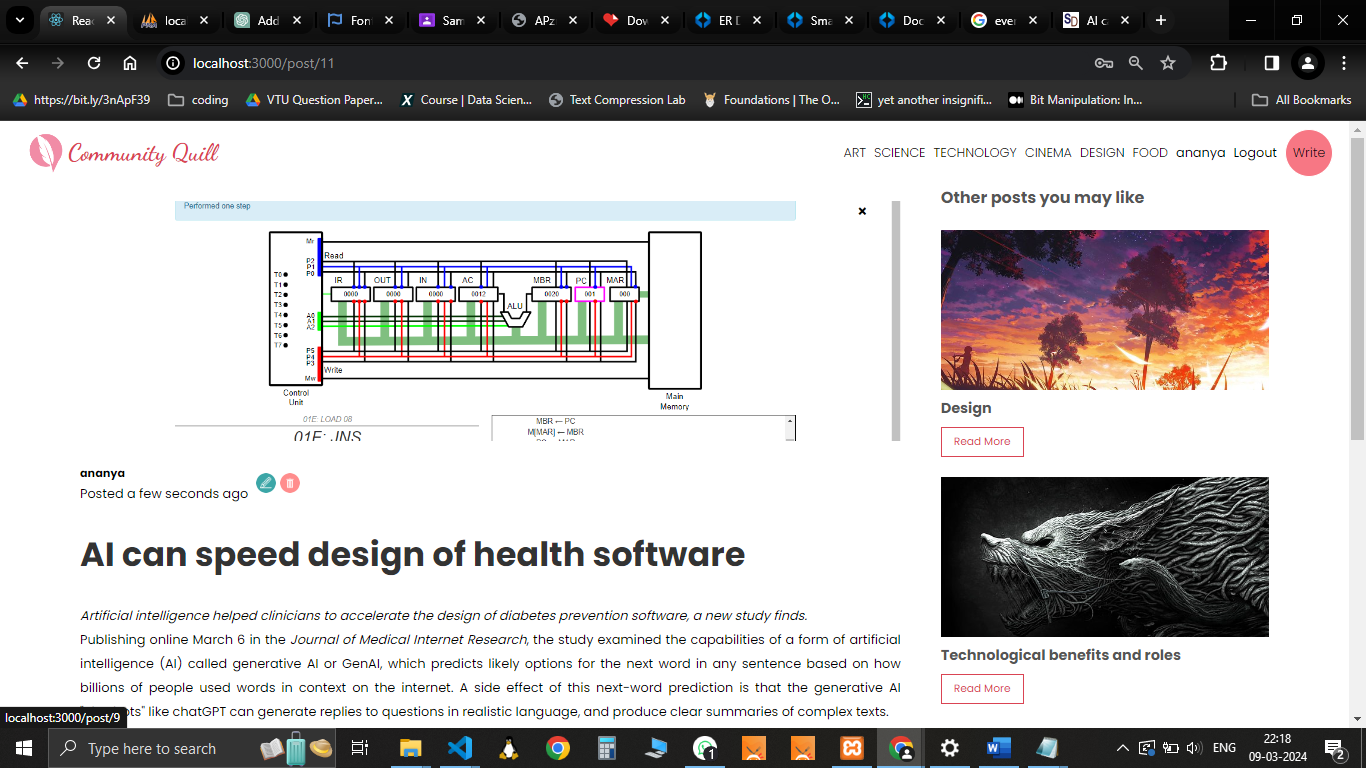 Reac
loca
Add
Fon
Sam
APz
Dow
ER D
Sma
Doc
ever
AI c
localhost:3000/post/11
https://bit.ly/3nApF39
coding
VTU Question Paper...
Course | Data Scien...
Text Compression Lab
Foundations | The O...
yet another insignifi...
Bit Manipulation: In...
All Bookmarks
Community Quill
ART SCIENCE TECHNOLOGY CINEMA DESIGN FOOD ananya Logout Write
Performed one step
Mr
Read
P2
P1
P0
T0
T1
T2
T3
T4
T5
T6
T7
IR OUT IN AC MBR PC MAR
0000 0000 0000 0012 0020 001 000
ALU
A0
A1
A2
P5
P4
P3
Write
Mw
Control
Unit
Main
Memory
01E: LOAD 08
01F: JNS
MBR ← PC
M[MAR] ← MBR
ananya
Posted a few seconds ago
AI can speed design of health software
Artificial intelligence helped clinicians to accelerate the design of diabetes prevention software, a new study finds.
Publishing online March 6 in the Journal of Medical Internet Research, the study examined the capabilities of a form of artificial
intelligence (AI) called generative AI or GenAI, which predicts likely options for the next word in any sentence based on how
billions of people used words in context on the internet. A side effect of this next-word prediction is that the generative AI
ots" like chatGPT can generate replies to questions in realistic language, and produce clear summaries of complex texts.
Other posts you may like
Design
Read More
Technological benefits and roles
Read More
localhost:3000/post/9
Type here to search
1
W
ENG
22:18
09-03-2024
2